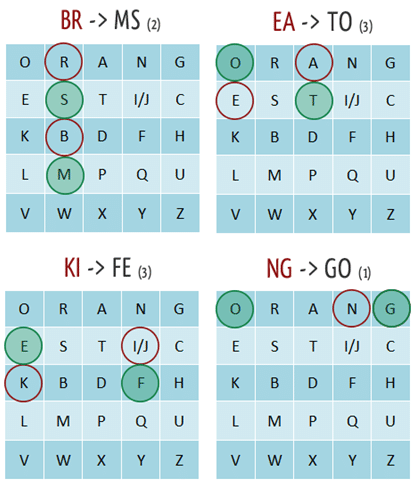 BR -> MS (2)
O R A N G
E S T I/J C
K B D F H
L M P Q U
V W X Y Z
EA -> TO (3)
O R A N G
E S T I/J C
K B D F H
L M P Q U
V W X Y Z
KI -> FE (3)
O R A N G
E S T I/J C
K B D F H
L M P Q U
V W X Y Z
NG -> GO (1)
O R A N G
E S T I/J C
K B D F H
L M P Q U
V W X Y Z